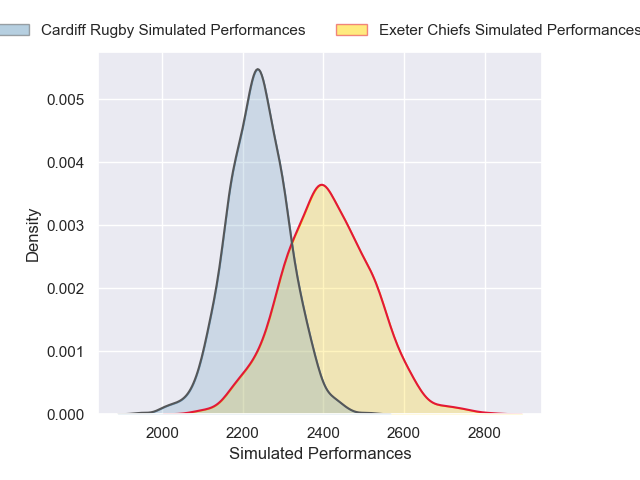 Cardiff Rugby Simulated Performances Exeter Chiefs Simulated Performances
0.005
0.004
0.003
0.002
0.001
0.000
Density
2000 2200 2400 2600 2800
Simulated Performances